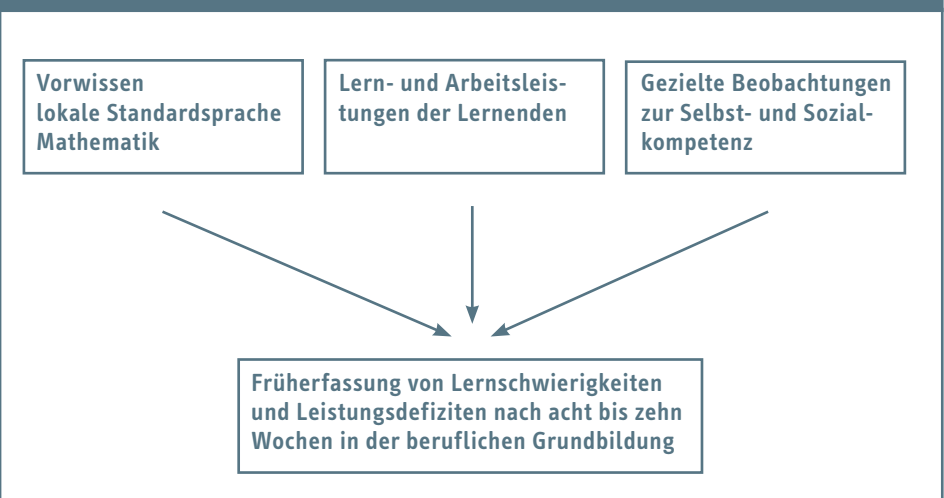 Vorwissen
lokale Standardsprache
Mathematik
Lern- und Arbeitsleis-
tungen der Lernenden
Gezielte Beobachtungen
zur Selbst- und Sozial-
kompetenz
Früherfassung von Lernschwierigkeiten
und Leistungsdefiziten nach acht bis zehn
Wochen in der beruflichen Grundbildung